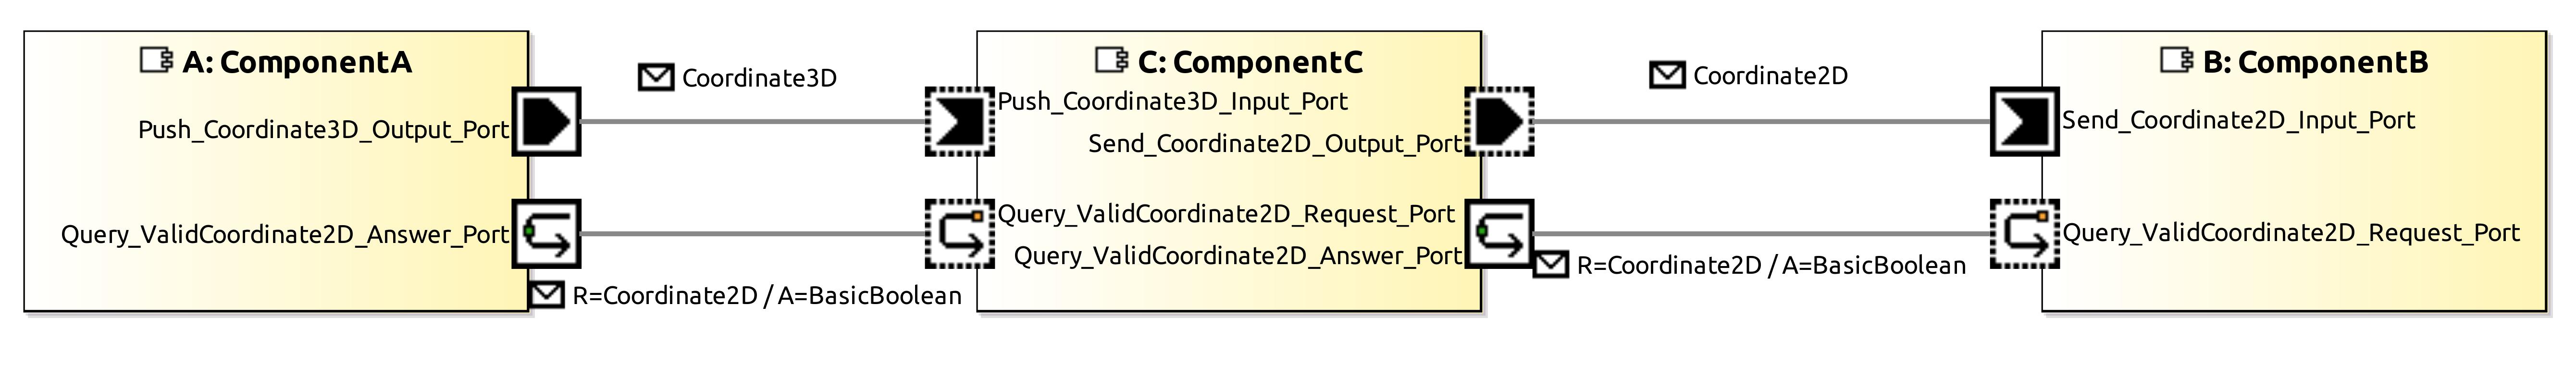 A: ComponentA
Push_Coordinate3D_Output_Port
Query_ValidCoordinate2D_Answer_Port
Coordinate3D
R=Coordinate2D / A=BasicBoolean
C: ComponentC
Push_Coordinate3D_Input_Port
Send_Coordinate2D_Output_Port
Query_ValidCoordinate2D_Request_Port
Query_ValidCoordinate2D_Answer_Port
Coordinate2D
R=Coordinate2D / A=BasicBoolean
B: ComponentB
Send_Coordinate2D_Input_Port
Query_ValidCoordinate2D_Request_Port